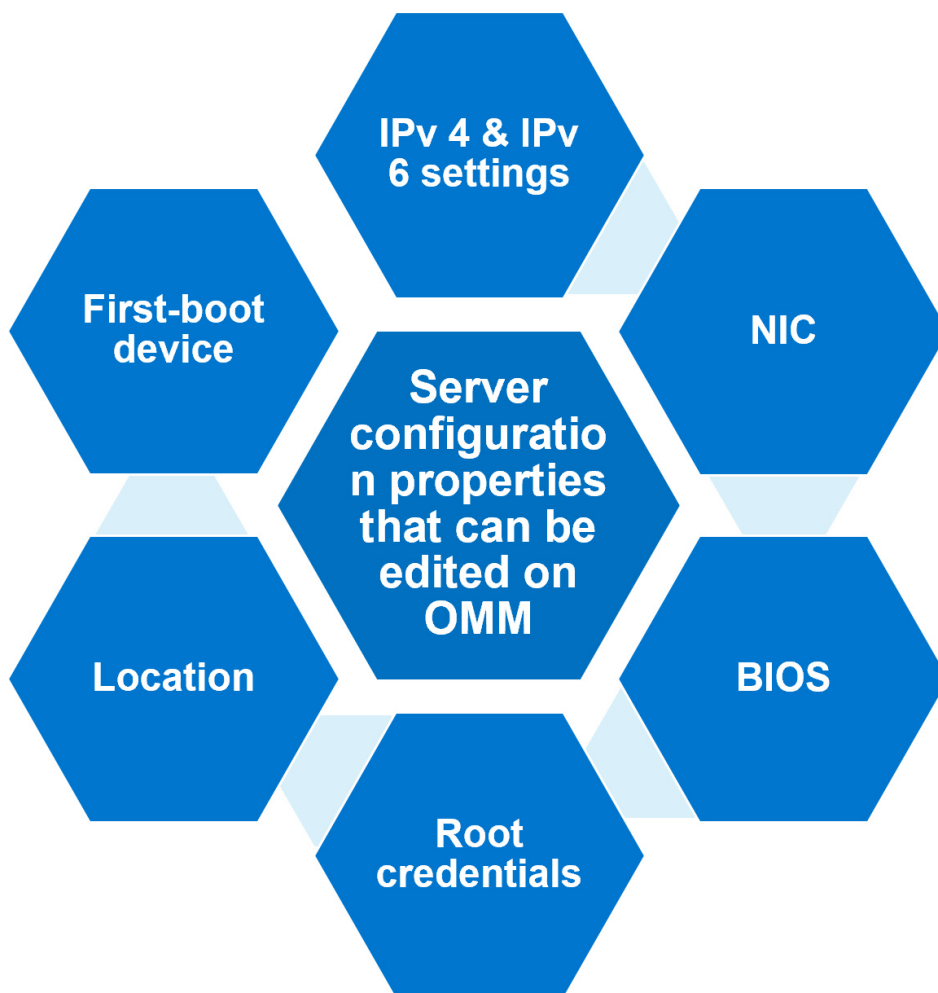 IPv 4 & IPv
6 settings
First-boot
device
NIC
Server
configuratio
n properties
that can be
edited on
OMM
Location
BIOS
Root
credentials